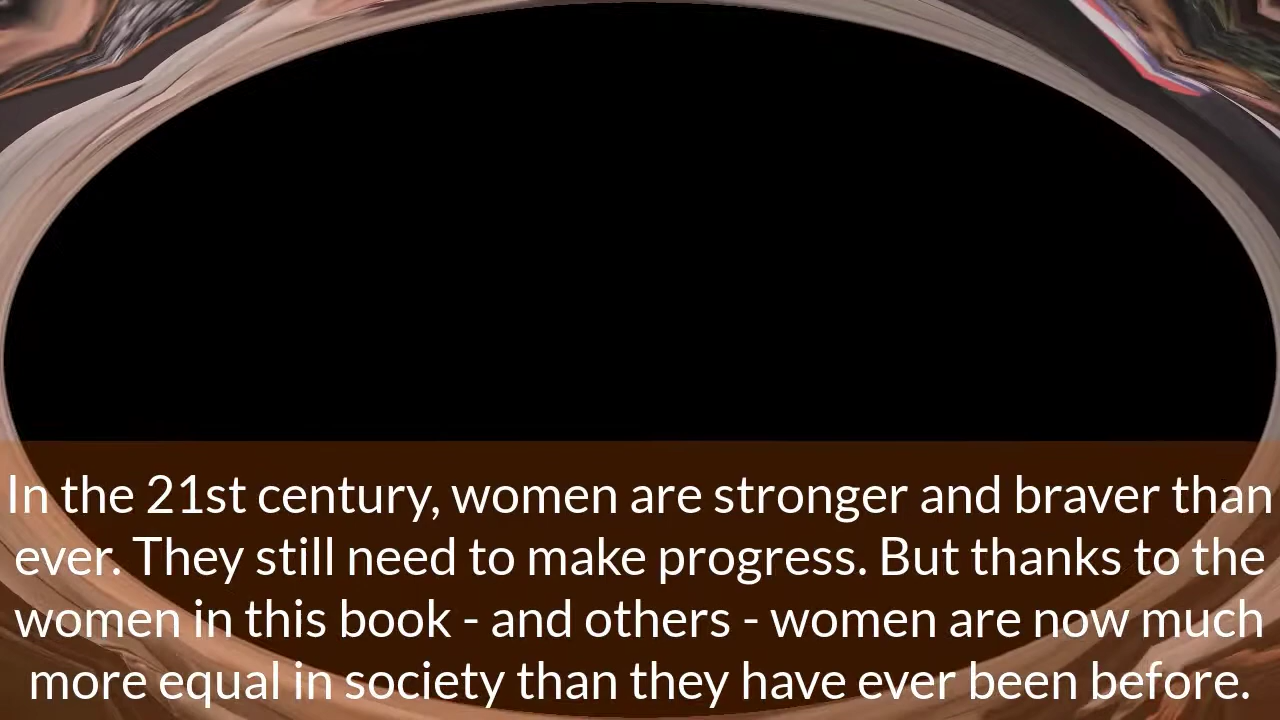 In the 21st century, women are stronger and braver than
ever. They still need to make progress. But thanks to the
women in this book - and others - women are now much
more equal in society than they have ever been before.